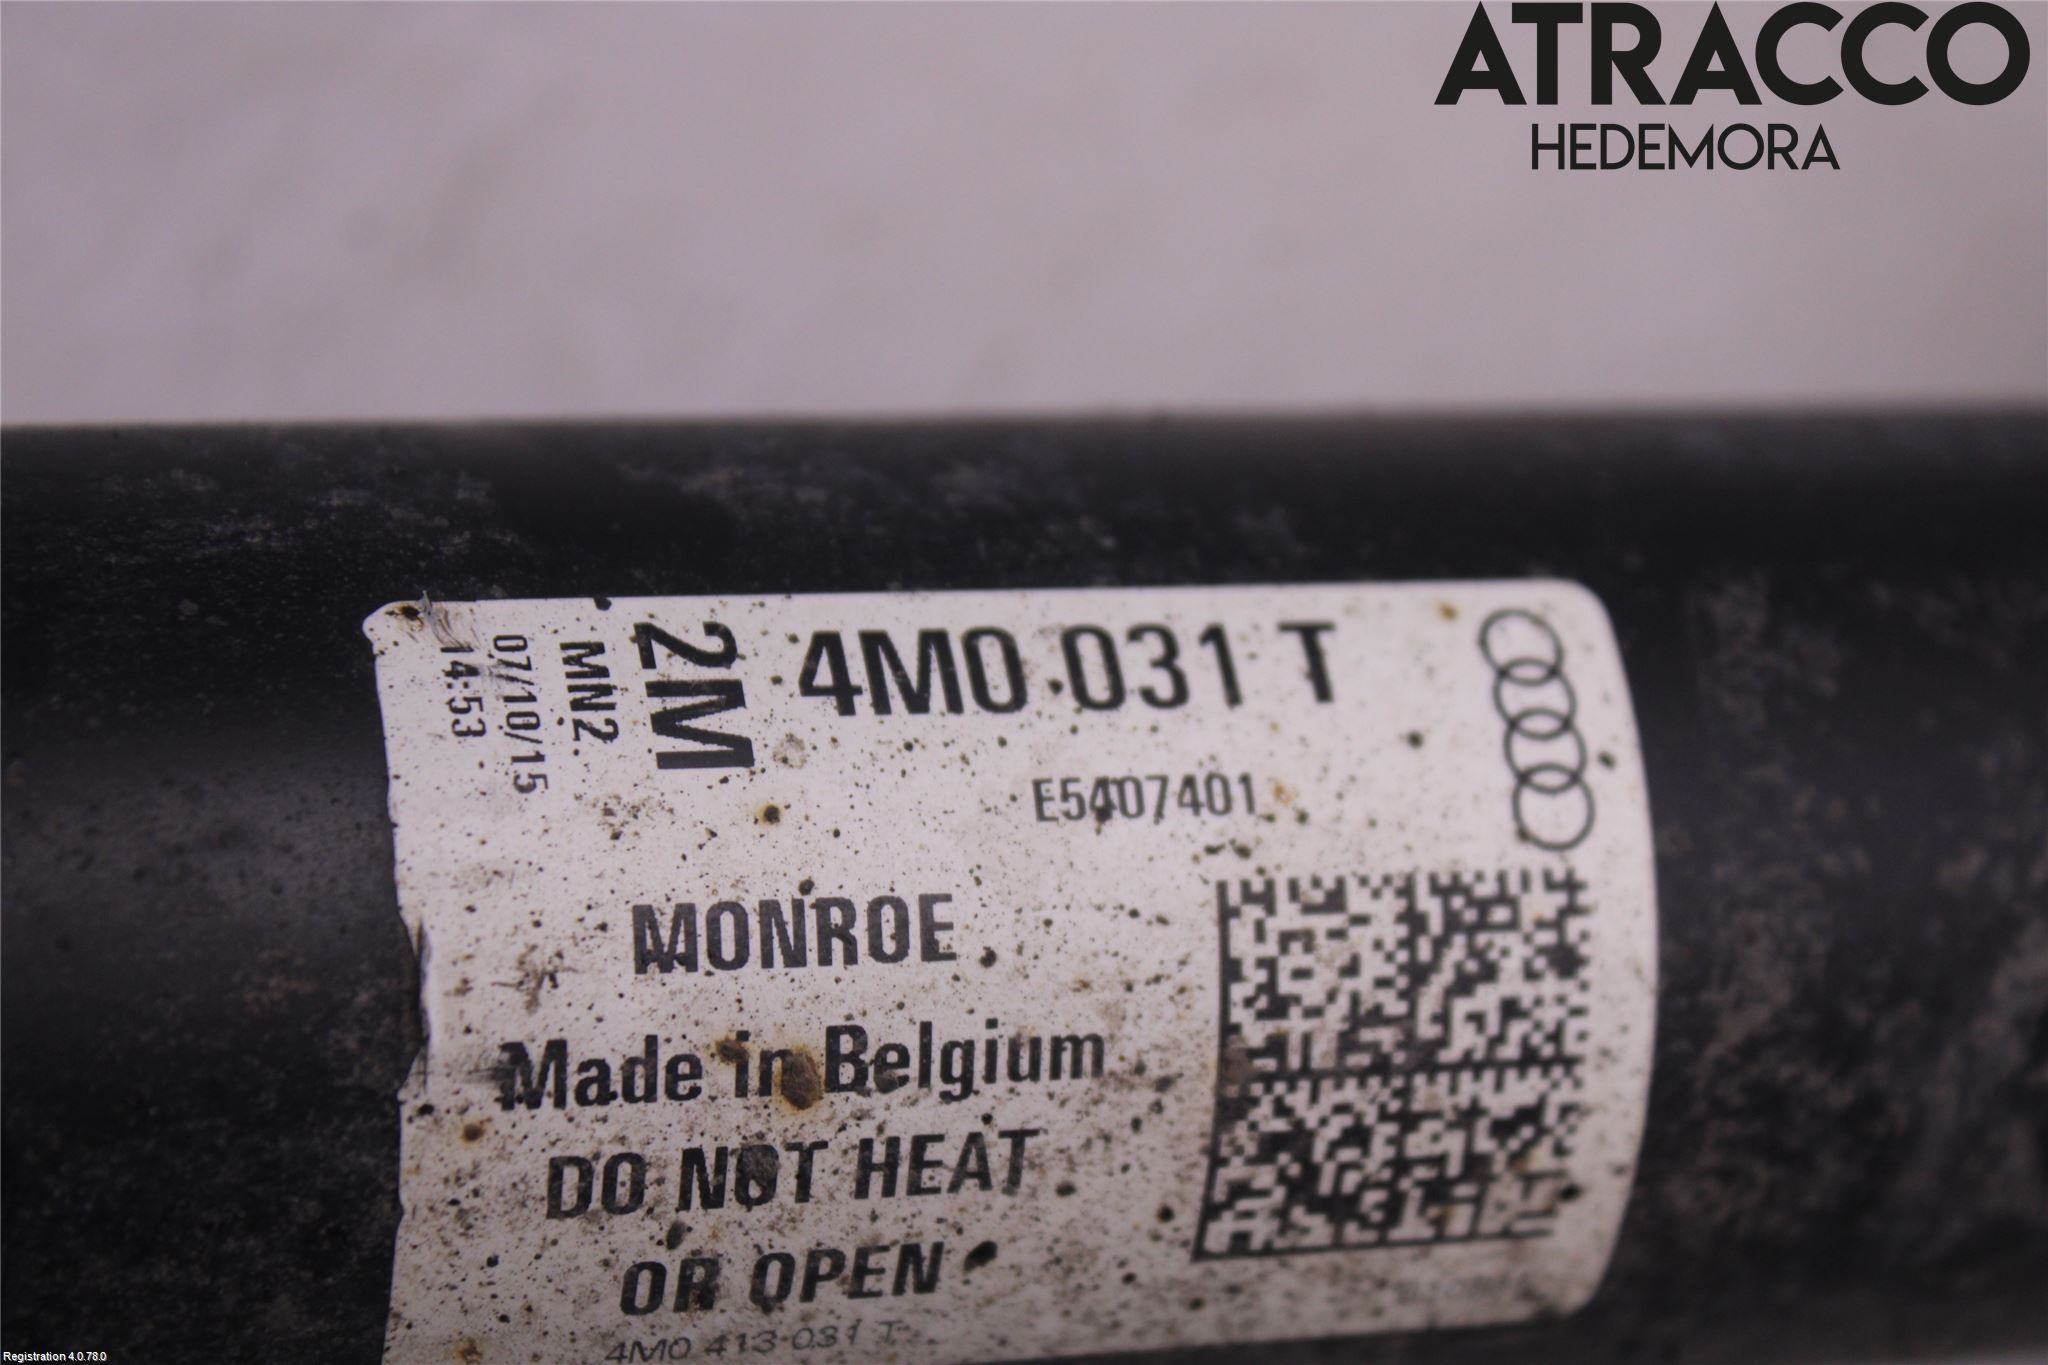 ATRACCO
HEDEMORA
4M0 031 T
2M
MN2
07/10/15
14:53
E5407401
MONROE
Made in Belgium
DO NOT HEAT
OR OPEN
4M0 413 031 T
Registration 4.0.78.0